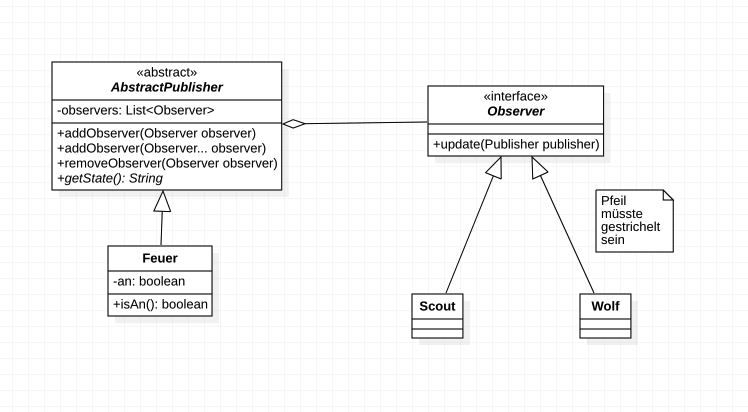 «abstract»
AbstractPublisher
-observers: List<Observer>
+addObserver(Observer observer)
+addObserver(Observer... observer)
+removeObserver(Observer observer)
+getState(): String
«interface»
Observer
+update(Publisher publisher)
Pfeil
müsste
gestrichelt
sein
Feuer
-an: boolean
+isAn(): boolean
Scout
Wolf